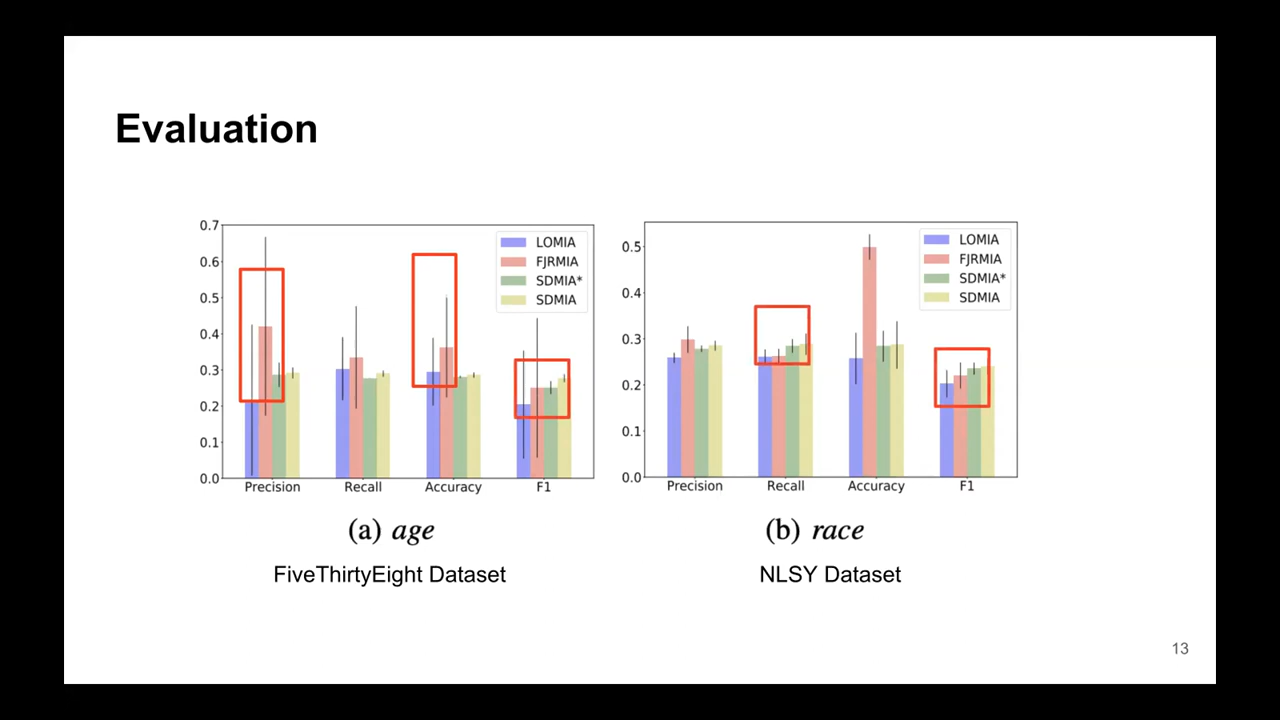 Evaluation
0.7
0.6
0.5
0.4
0.3
0.2
0.1
0.0
LOMIA
FJRMIA
SDMIA*
SDMIA
Precision Recall Accuracy F1
(a) age
FiveThirtyEight Dataset
0.5
0.4
0.3
0.2
0.1
0.0
LOMIA
FJRMIA
SDMIA*
SDMIA
Precision Recall Accuracy F1
(b) race
NLSY Dataset
13